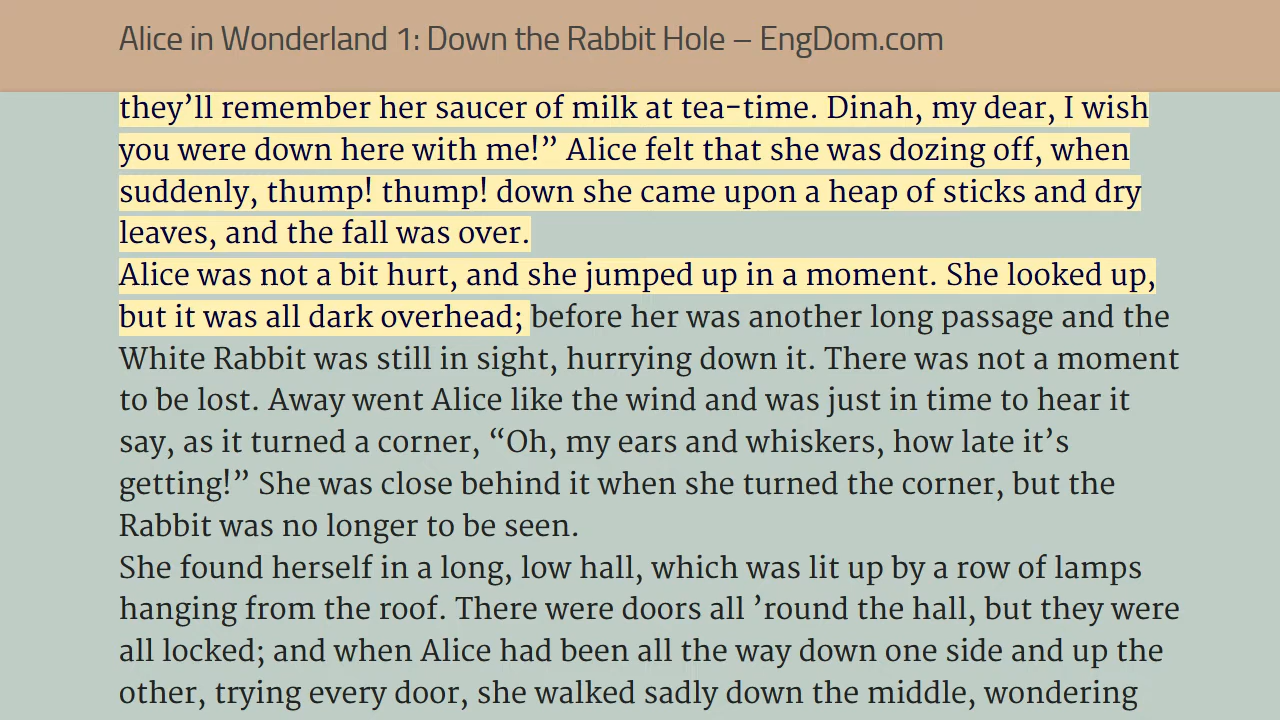 Alice in Wonderland 1: Down the Rabbit Hole – EngDom.com
they’ll remember her saucer of milk at tea-time. Dinah, my dear, I wish
you were down here with me!” Alice felt that she was dozing off, when
suddenly, thump! thump! down she came upon a heap of sticks and dry
leaves, and the fall was over.
Alice was not a bit hurt, and she jumped up in a moment. She looked up,
but it was all dark overhead; before her was another long passage and the
White Rabbit was still in sight, hurrying down it. There was not a moment
to be lost. Away went Alice like the wind and was just in time to hear it
say, as it turned a corner, “Oh, my ears and whiskers, how late it’s
getting!” She was close behind it when she turned the corner, but the
Rabbit was no longer to be seen.
She found herself in a long, low hall, which was lit up by a row of lamps
hanging from the roof. There were doors all ’round the hall, but they were
all locked; and when Alice had been all the way down one side and up the
other, trying every door, she walked sadly down the middle, wondering